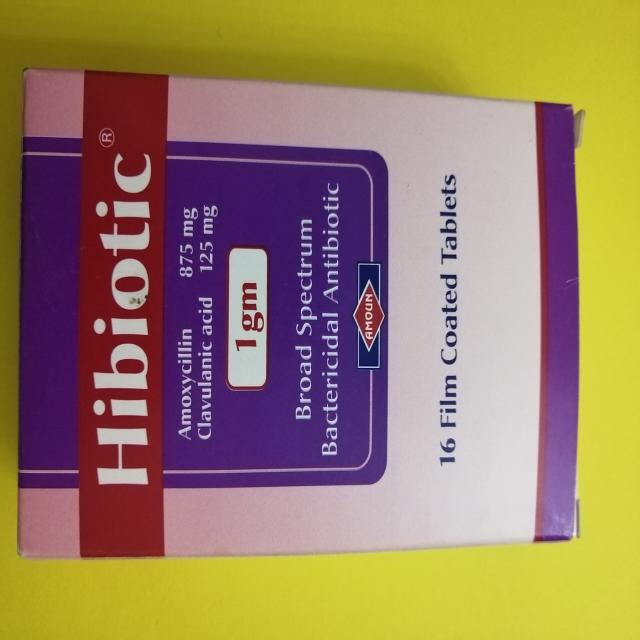 Hibiotic®
Amoxycillin 875 mg
Clavulanic acid 125 mg
1gm
Broad Spectrum
Bactericidal Antibiotic
AMOUN
16 Film Coated Tablets